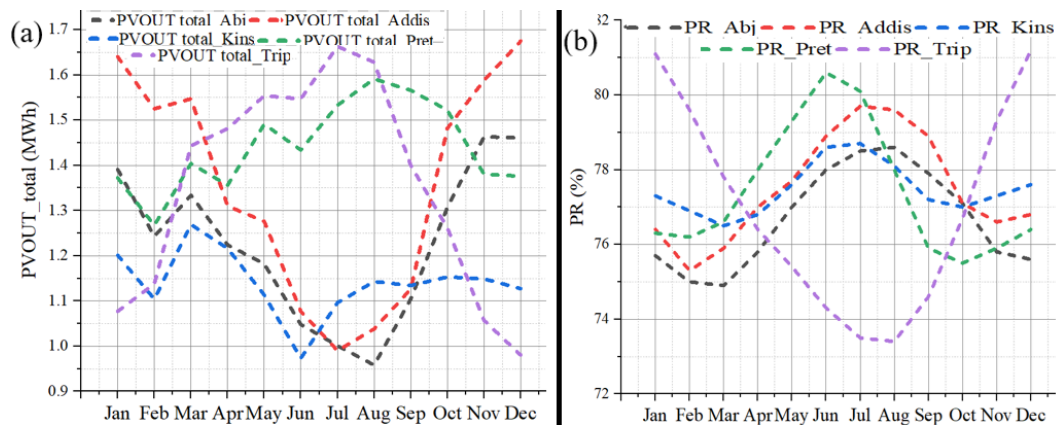 (a)
PVOUT total_Abj PVOUT total_Addis
PVOUT total_Kins PVOUT total_Pret
PVOUT total_Trip
PVOUT_total (MWh)
1.7
1.6
1.5
1.4
1.3
1.2
1.1
1.0
0.9
Jan Feb Mar Apr May Jun Jul Aug Sep Oct Nov Dec
(b)
PR_Abj PR_Addis PR_Kins
PR_Pret PR_Trip
PR (%)
82
80
78
76
74
72
Jan Feb Mar Apr May Jun Jul Aug Sep Oct Nov Dec